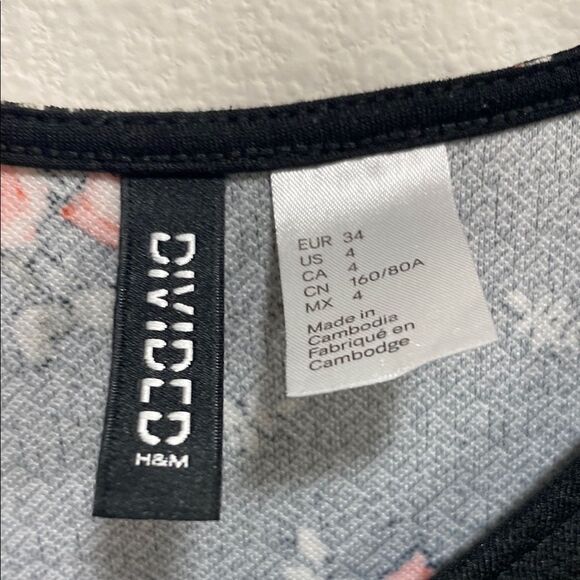 DIVIDED
H&M
EUR 34
US 4
CA 4
CN 160/80A
MX 4
Made in
Cambodia
Fabriqué en
Cambodge